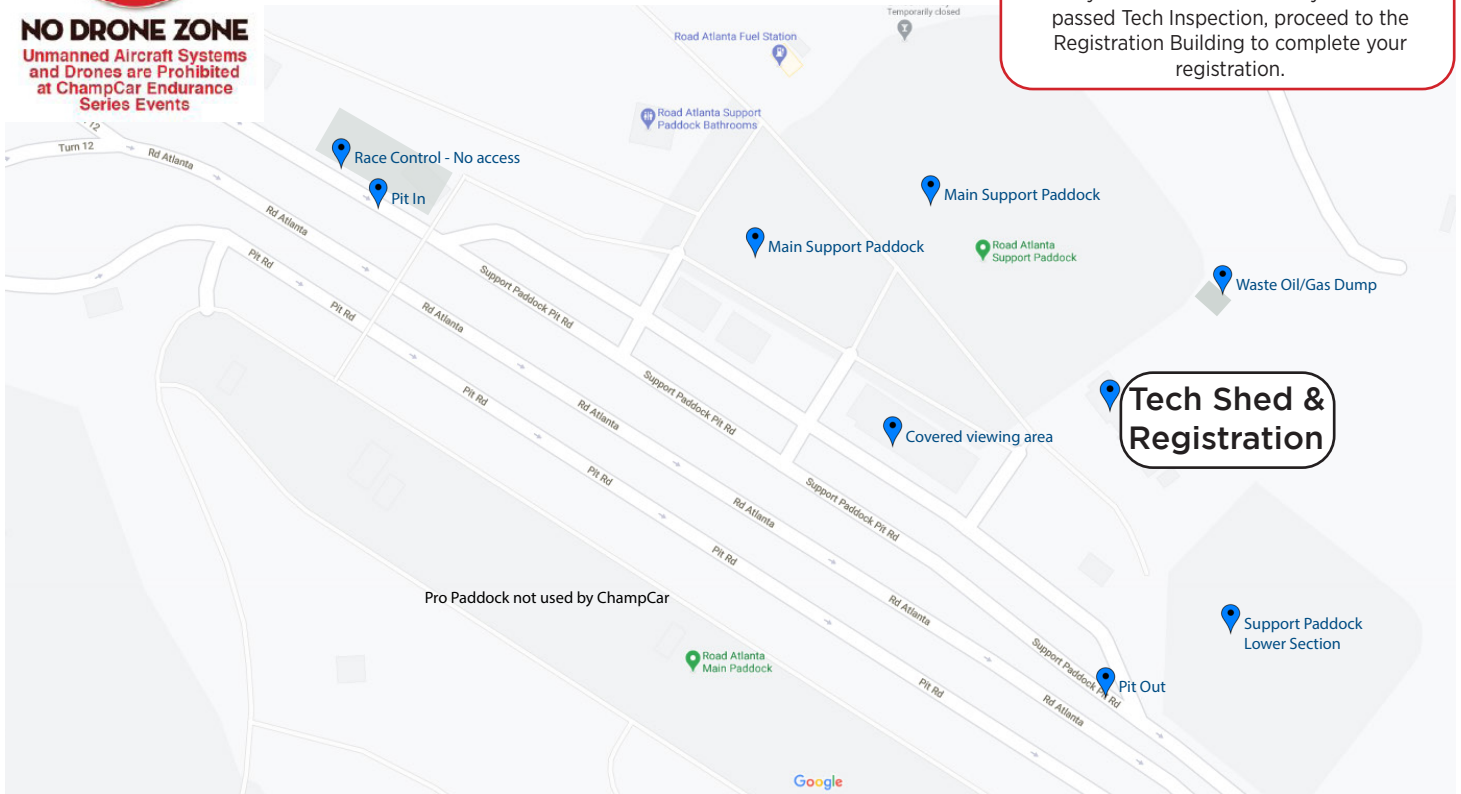 NO DRONE ZONE
Unmanned Aircraft Systems
and Drones are Prohibited
at ChampCar Endurance
Series Events
passed Tech Inspection, proceed to the
Registration Building to complete your
registration.
Temporarily closed
Road Atlanta Fuel Station
Road Atlanta Support
Paddock Bathrooms
12
Turn 12
Rd Atlanta
Race Control - No access
Pit In
Main Support Paddock
Main Support Paddock
Road Atlanta
Support Paddock
Waste Oil/Gas Dump
Rd Atlanta
Pit Rd
Support Paddock Pit Rd
Pit Rd
Rd Atlanta
Tech Shed &
Registration
Support Paddock Pit Rd
Pit Rd
Rd Atlanta
Covered viewing area
Pit Rd
Support Paddock Pit Rd
Rd Atlanta
Pit Rd
Pro Paddock not used by ChampCar
Rd Atlanta
Support Paddock
Lower Section
Road Atlanta
Main Paddock
Support Paddock Pit Rd
Pit Out
Pit Rd
Rd Atlanta
Google